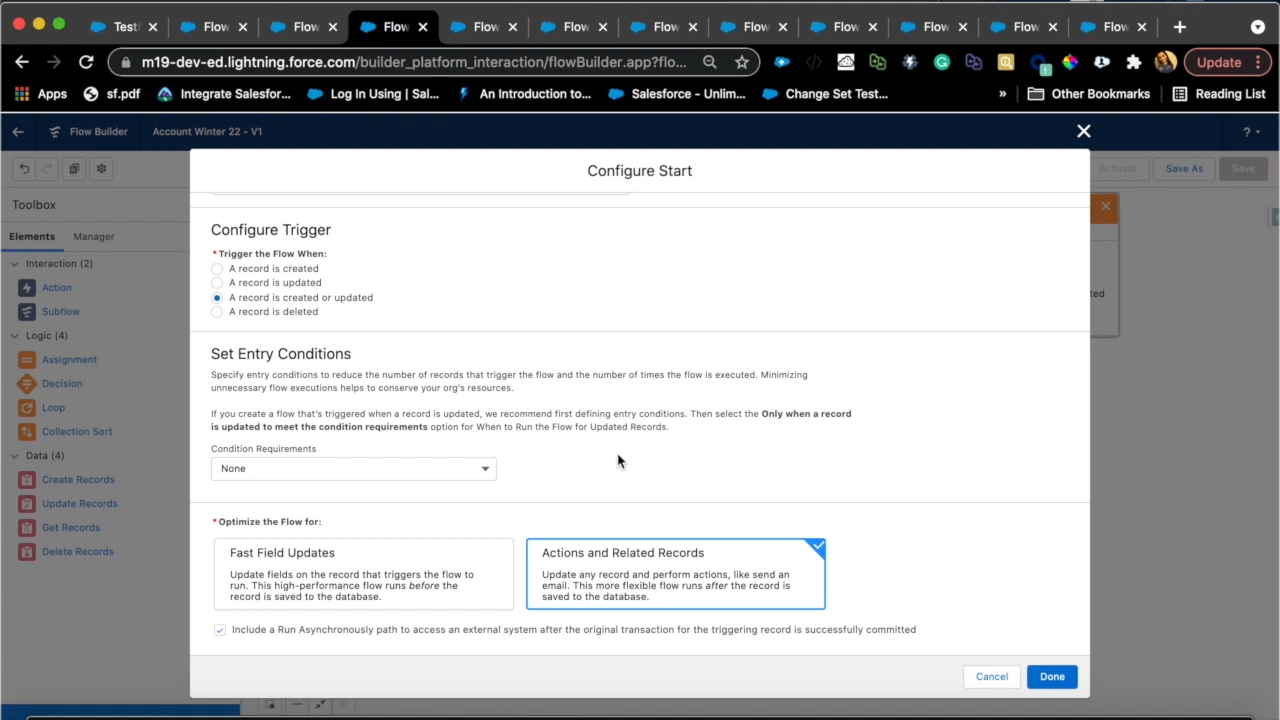 Test
Flow
Flow
Flow
Flow
Flow
Flow
Flow
Flow
Flow
Flow
Flow
m19-dev-ed.lightning.force.com/builder_platform_interaction/flowBuilder.app?flo...
Update
Apps
sf.pdf
Integrate Salesfor...
Log In Using | Sal...
An Introduction to...
Salesforce - Unlim...
Change Set Test...
»
Other Bookmarks
Reading List
Flow Builder
Account Winter 22 - V1
?
Configure Start
Activate
Save As
Save
Toolbox
Elements
Manager
Interaction (2)
Action
Subflow
Logic (4)
Assignment
Decision
Loop
Collection Sort
Data (4)
Create Records
Update Records
Get Records
Delete Records
Configure Trigger
* Trigger the Flow When:
A record is created
A record is updated
A record is created or updated
A record is deleted
ted
Set Entry Conditions
Specify entry conditions to reduce the number of records that trigger the flow and the number of times the flow is executed. Minimizing
unnecessary flow executions helps to conserve your org's resources.
If you create a flow that's triggered when a record is updated, we recommend first defining entry conditions. Then select the Only when a record
is updated to meet the condition requirements option for When to Run the Flow for Updated Records.
Condition Requirements
None
* Optimize the Flow for:
Fast Field Updates
Update fields on the record that triggers the flow to
run. This high-performance flow runs before the
record is saved to the database.
Actions and Related Records
Update any record and perform actions, like send an
email. This more flexible flow runs after the record is
saved to the database.
Include a Run Asynchronously path to access an external system after the original transaction for the triggering record is successfully committed
Cancel
Done